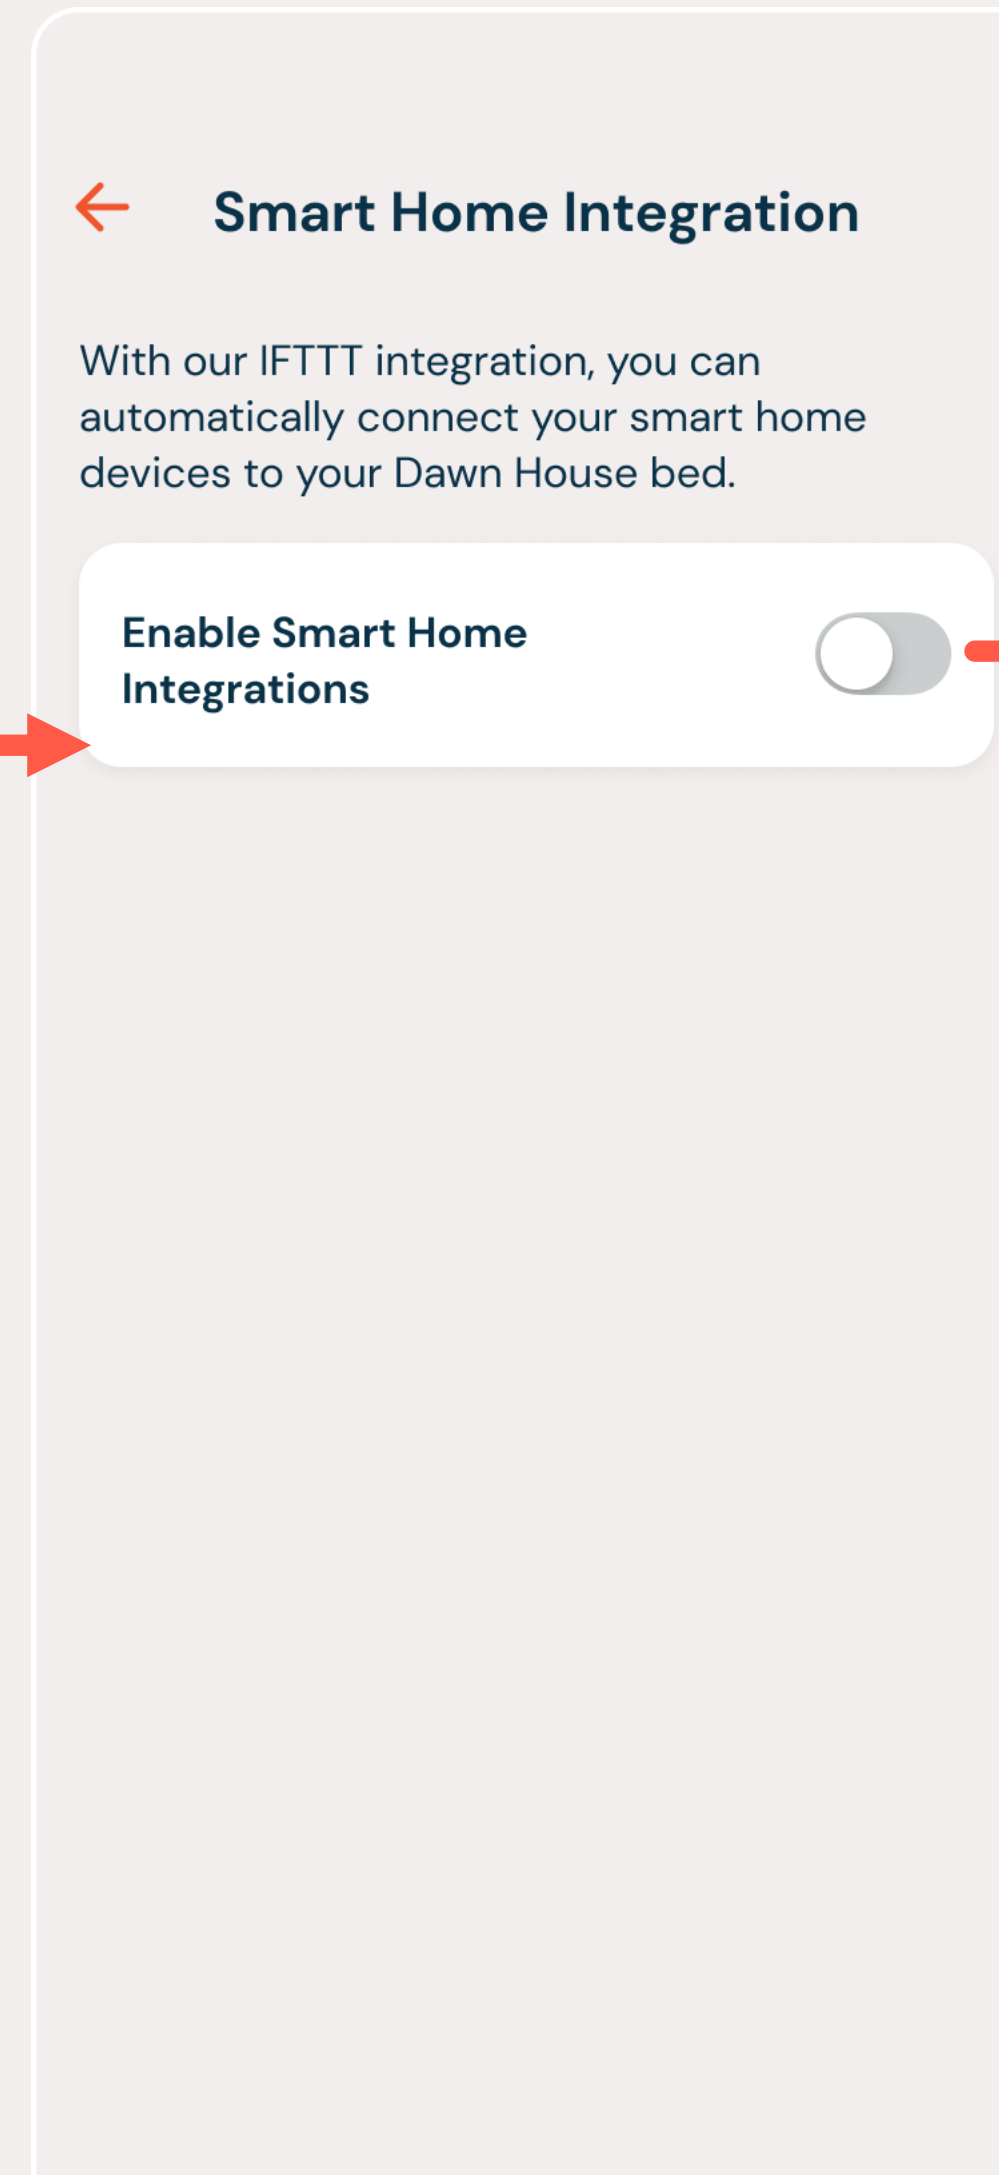 Smart Home Integration
With our IFTTT integration, you can
automatically connect your smart home
devices to your Dawn House bed.
Enable Smart Home
Integrations